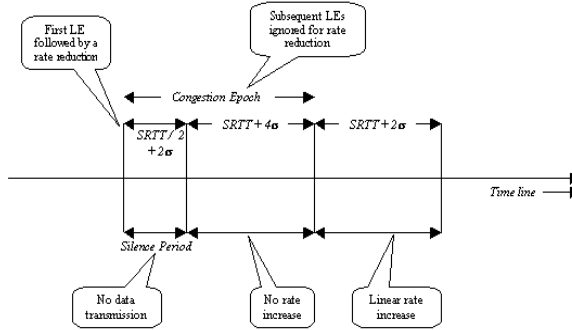 First LE
followed by a
rate reduction
Subsequent LEs
ignored for rate
reduction
Congestion Epoch
SRTT/2
+2σ
SRTT+4σ
SRTT+2σ
Time line
Silence Period
No data
transmission
No rate
increase
Linear rate
increase